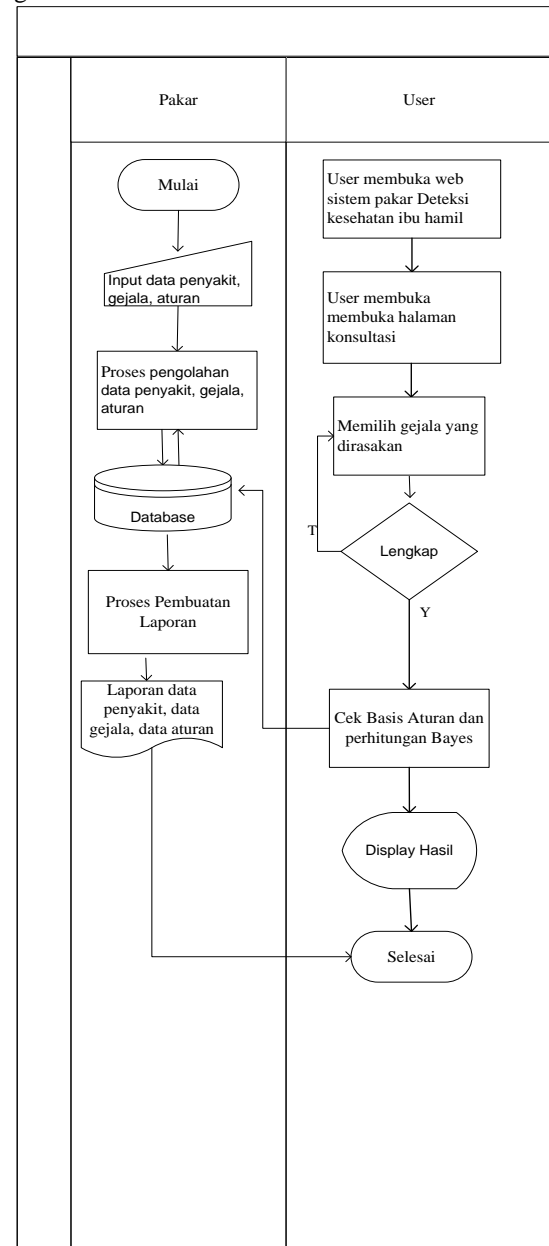 g
Pakar
User
Mulai
Input data penyakit,
gejala, aturan
Proses pengolahan
data penyakit, gejala,
aturan
Database
Proses Pembuatan
Laporan
Laporan data
penyakit, data
gejala, data aturan
User membuka web
sistem pakar Deteksi
kesehatan ibu hamil
User membuka
membuka halaman
konsultasi
Memilih gejala yang
dirasakan
T
Lengkap
Y
Cek Basis Aturan dan
perhitungan Bayes
Display Hasil
Selesai